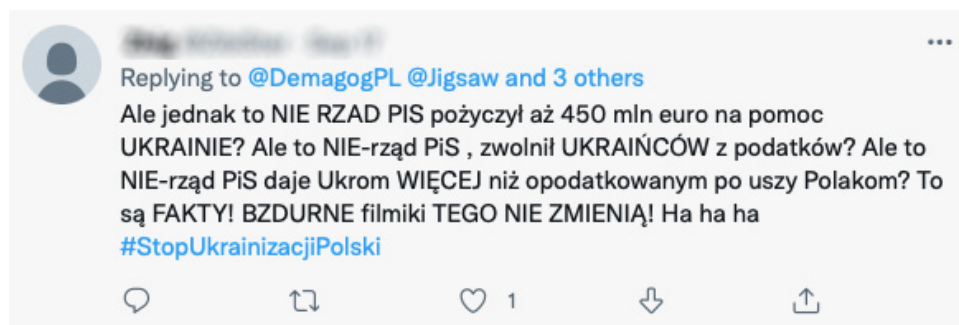 Replying to @DemagogPL @Jigsaw and 3 others
Ale jednak to NIE RZAD PIS pożyczył aż 450 mln euro na pomoc
UKRAINIE? Ale to NIE-rząd PiS , zwolnił UKRAIŃCÓW z podatków? Ale to
NIE-rząd PiS daje Ukrom WIĘCEJ niż opodatkowanym po uszy Polakom? To
są FAKTY! BZDURNE filmiki TEGO NIE ZMIENIĄ! Ha ha ha
#StopUkrainizacjiPolski
1